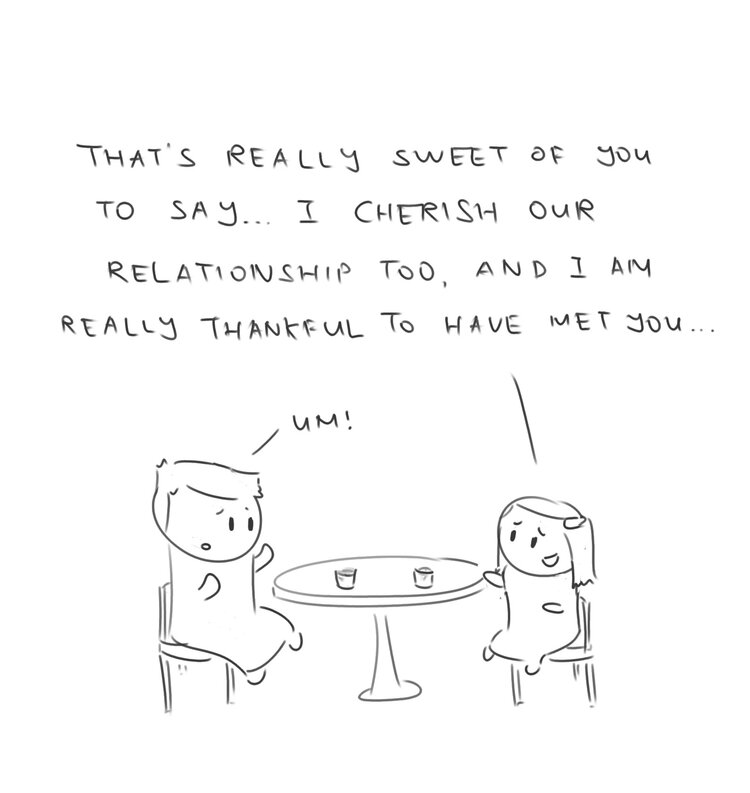 THAT'S REALLY SWEET OF YOU
TO SAY... I CHERISH OUR
RELATIONSHIP TOO, AND I AM
REALLY THANKFUL TO HAVE MET YOU...
UM!